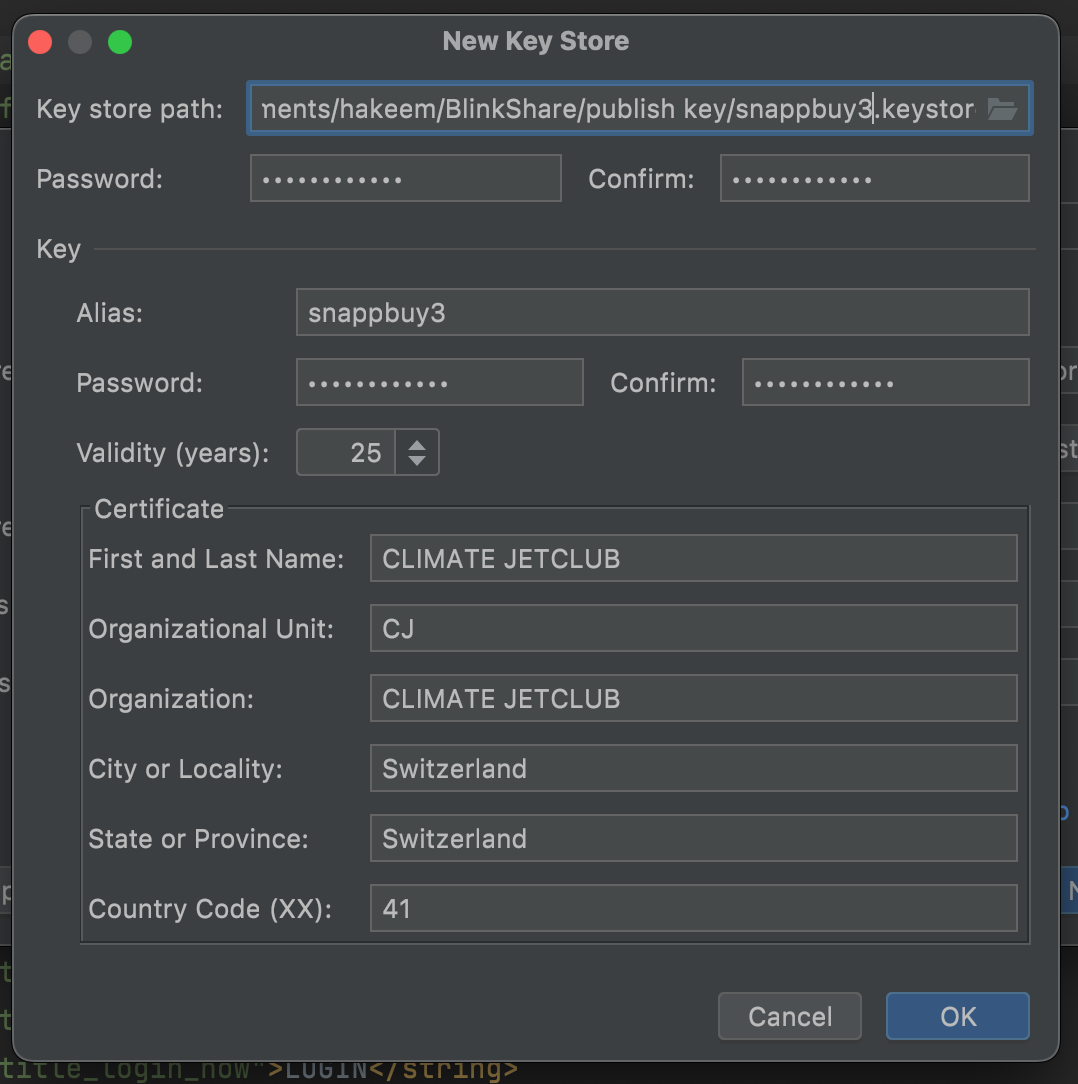 New Key Store
Key store path: ments/hakeem/BlinkShare/publish key/snappbuy3.keystor
Password: •••••••••••• Confirm: ••••••••••••
Key
Alias: snappbuy3
Password: •••••••••••• Confirm: ••••••••••••
Validity (years): 25
Certificate
First and Last Name: CLIMATE JETCLUB
Organizational Unit: CJ
Organization: CLIMATE JETCLUB
City or Locality: Switzerland
State or Province: Switzerland
Country Code (XX): 41
Cancel OK
title_login_now">LOGIN</string>